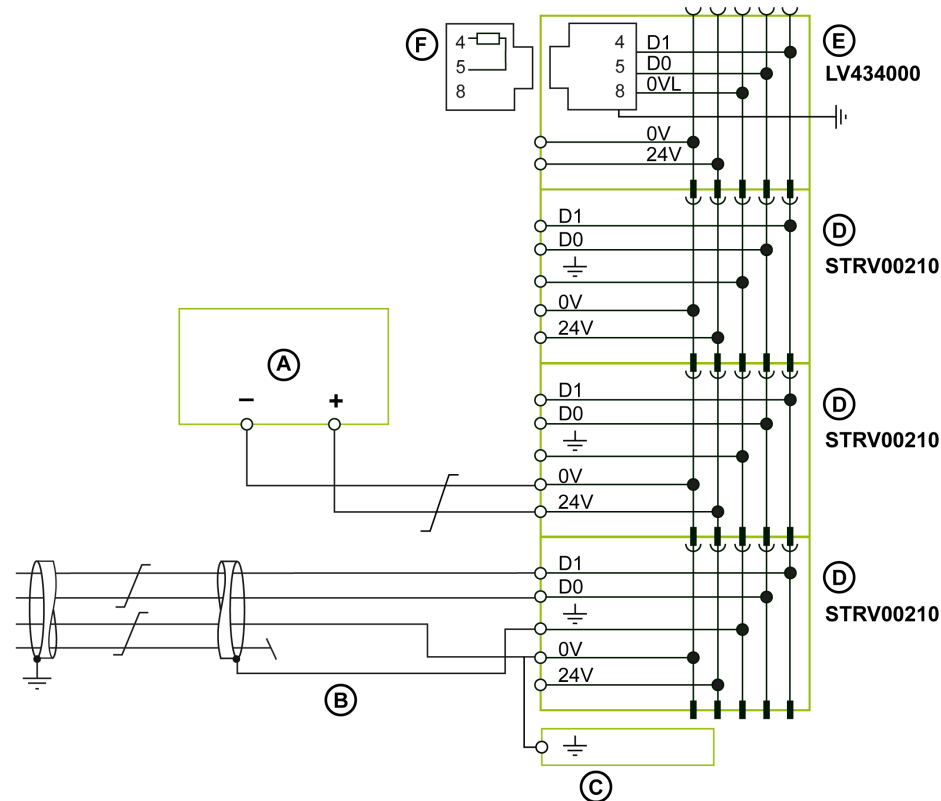 F
4
5
8
4 D1
5 D0
8 0VL
0V
24V
E
LV434000
D1
D0
0V
24V
D
STRV00210
A
− +
D1
D0
0V
24V
D
STRV00210
D1
D0
0V
24V
D
STRV00210
B
C